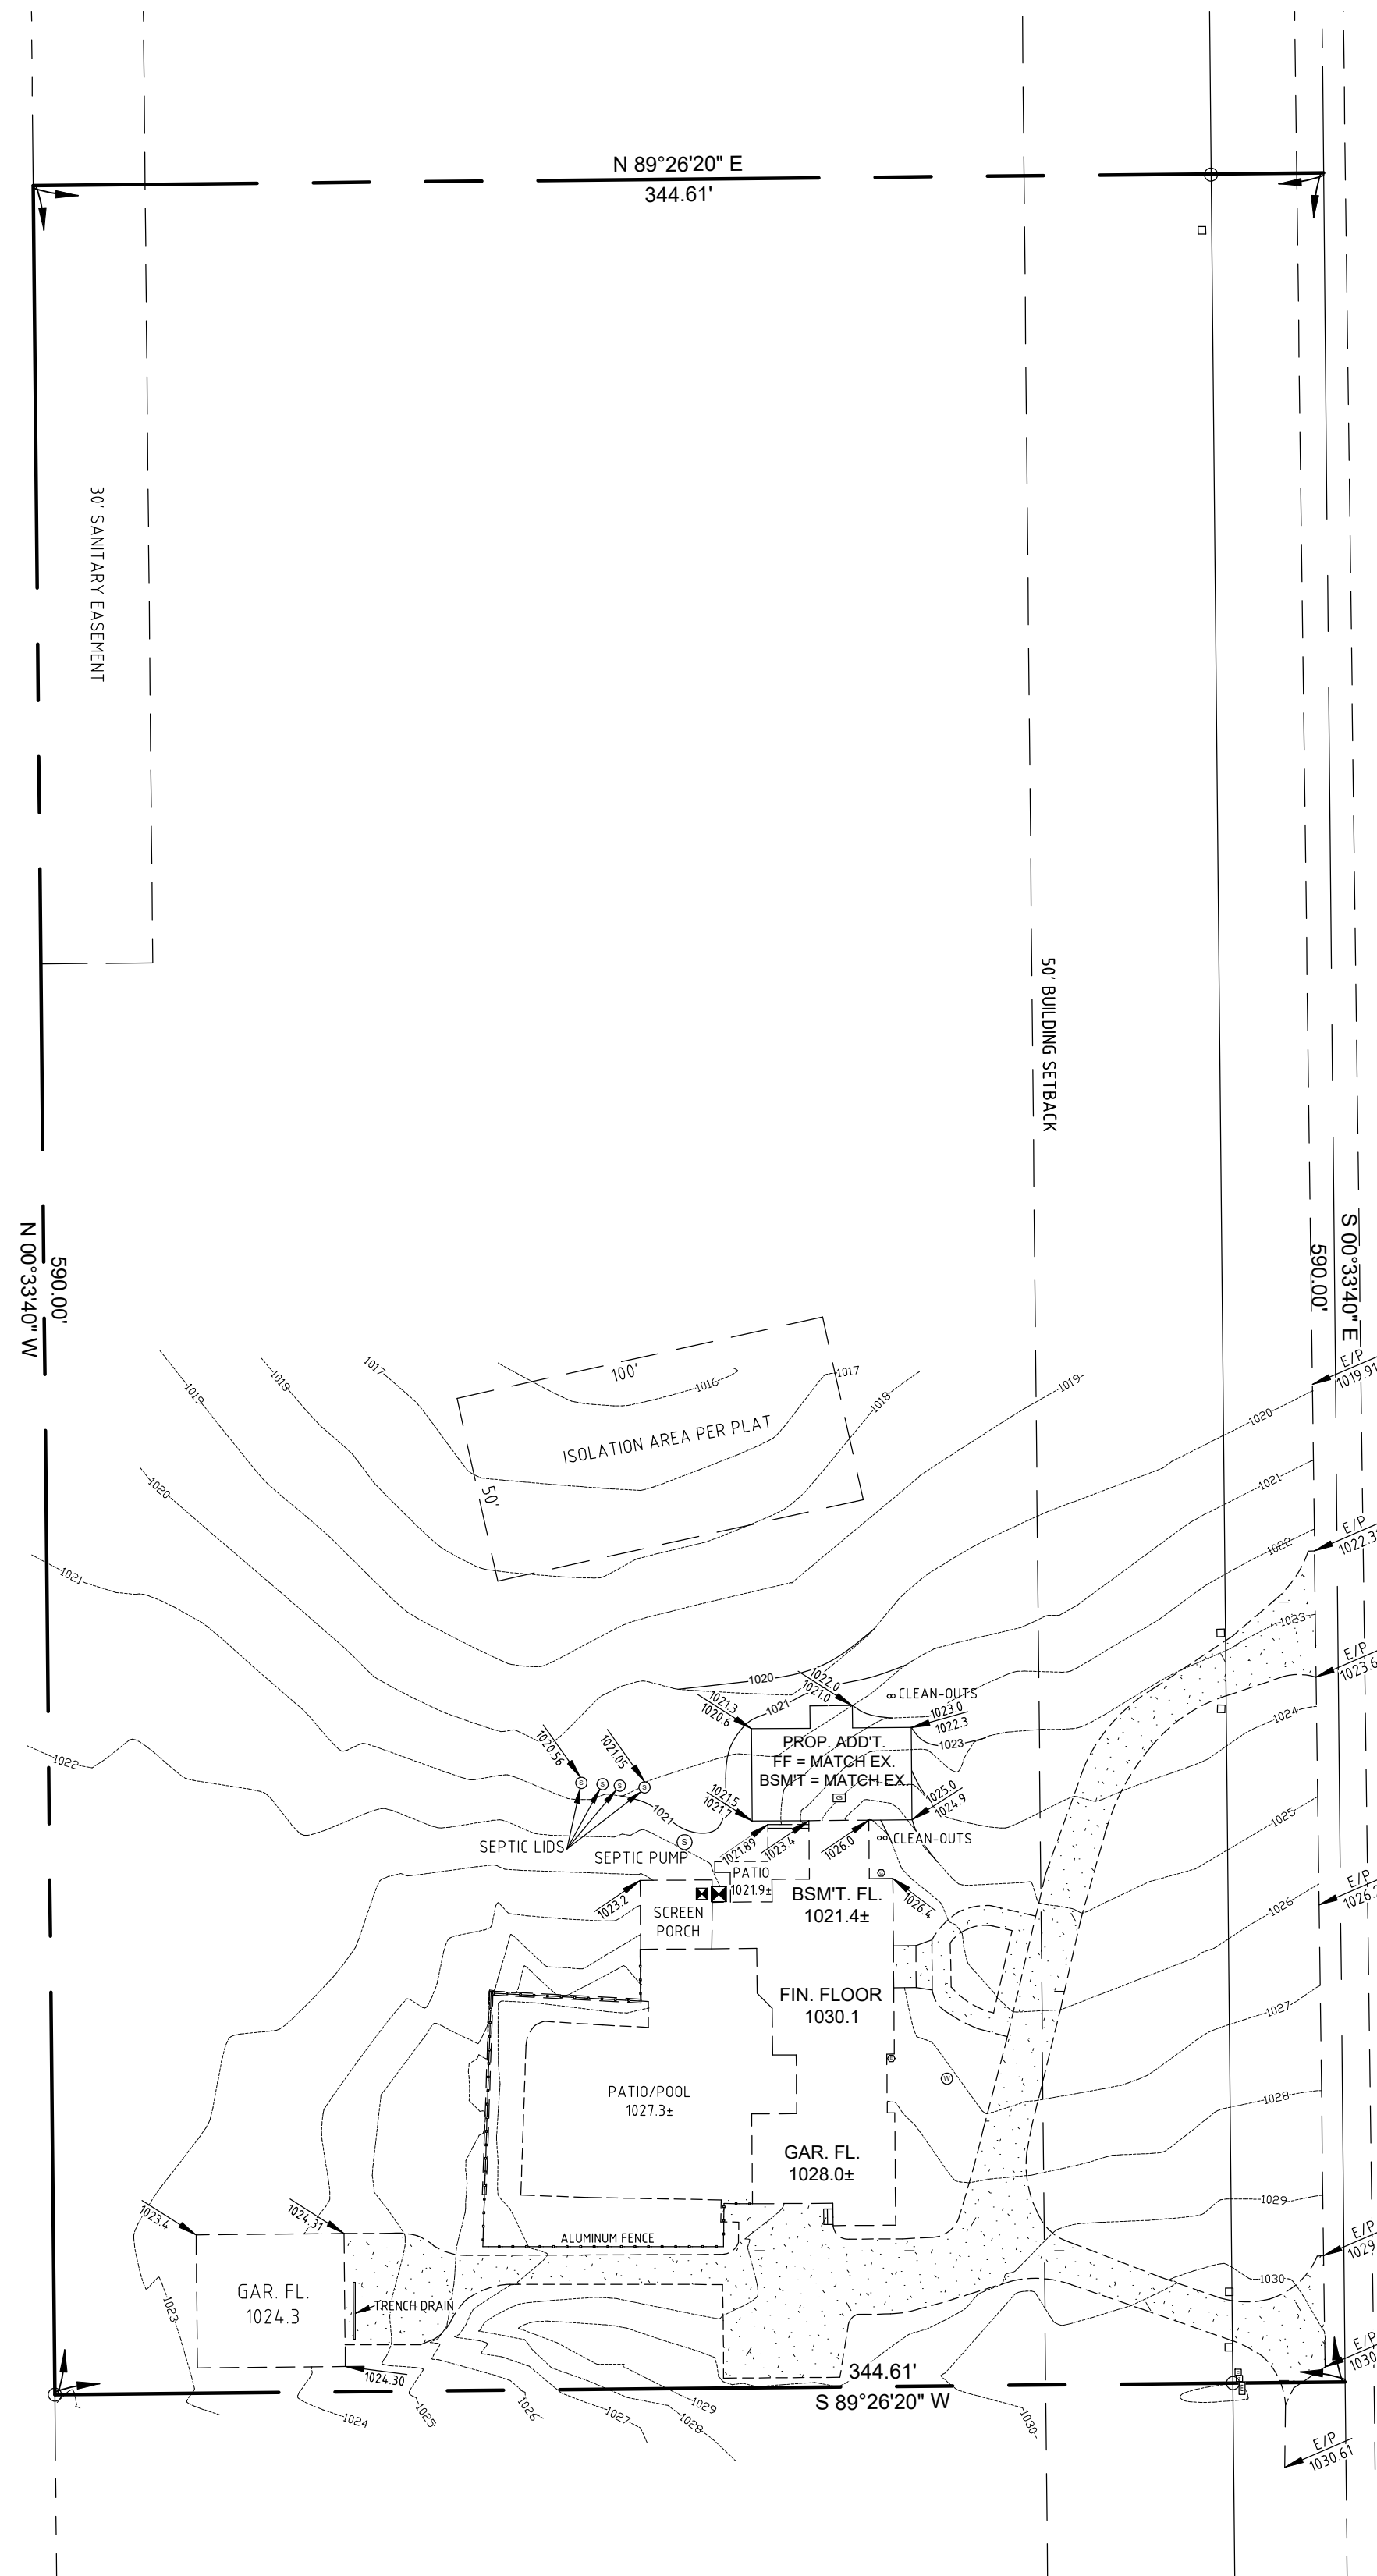 N 89°26'20" E
344.61'
30' SANITARY EASEMENT
50' BUILDING SETBACK
N 00°33'40" W
590.00'
S 00°33'40" E
590.00'
100'
50'
ISOLATION AREA PER PLAT
1016
1017
1017
1018
1018
1019
1019
1020
1020
1021
1021
1022
1022
1023
1024
1025
1026
1027
1028
1029
1030
E/P
1019.91
E/P
1022.3
E/P
1023.6
E/P
1026.
E/P
1029
E/P
1030
E/P
1030.61
1020
1021
1022.0
1021.0
1021.3
1020.6
CLEAN-OUTS
1023.0
1022.3
1023
PROP. ADD'T.
FF = MATCH EX.
BSM'T = MATCH EX.
G
1025.0
1024.9
1021.5
1021.7
1020.56
1021.05
S
S
S
S
1021
S
SEPTIC LIDS
SEPTIC PUMP
1021.89
1023.4
1026.0
CLEAN-OUTS
PATIO
1021.9±
BSM'T. FL.
1021.4±
1026.4
1023.2
SCREEN
PORCH
FIN. FLOOR
1030.1
W
PATIO/POOL
1027.3±
GAR. FL.
1028.0±
ALUMINUM FENCE
1023.4
1024.31
GAR. FL.
1024.3
TRENCH DRAIN
1024.30
1023
1024
1025
1026
1027
1028
1029
1030
344.61'
S 89°26'20" W